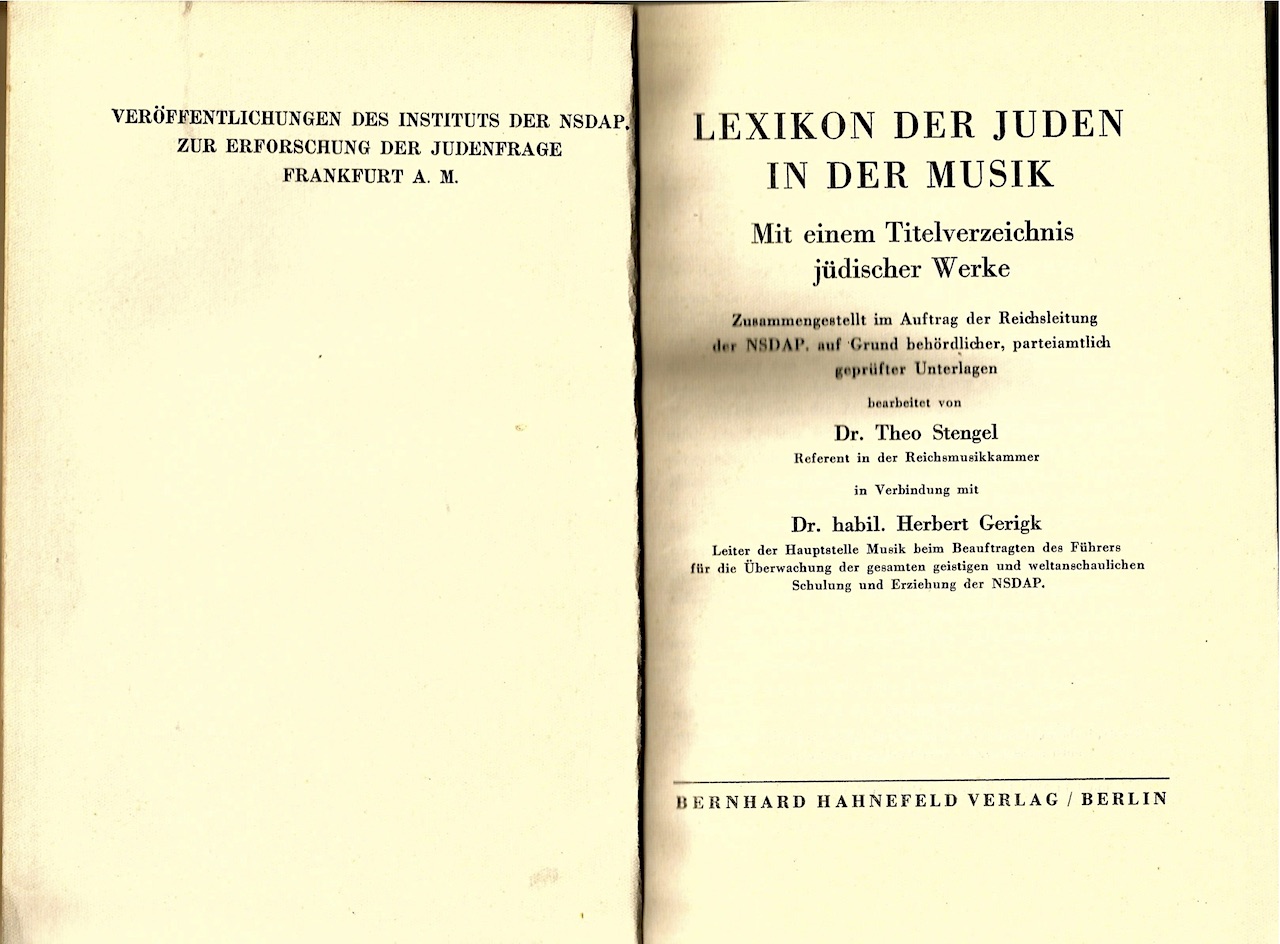 VERÖFFENTLICHUNGEN DES INSTITUTS DER NSDAP.
ZUR ERFORSCHUNG DER JUDENFRAGE
FRANKFURT A. M.
LEXIKON DER JUDEN
IN DER MUSIK
Mit einem Titelverzeichnis
jüdischer Werke
Zusammengestellt im Auftrag der Reichsleitung
der NSDAP. auf Grund behördlicher, parteiamtlich
geprüfter Unterlagen
bearbeitet von
Dr. Theo Stengel
Referent in der Reichsmusikkammer
in Verbindung mit
Dr. habil. Herbert Gerigk
Leiter der Hauptstelle Musik beim Beauftragten des Führers
für die Überwachung der gesamten geistigen und weltanschaulichen
Schulung und Erziehung der NSDAP.
BERNHARD HAHNEFELD VERLAG / BERLIN